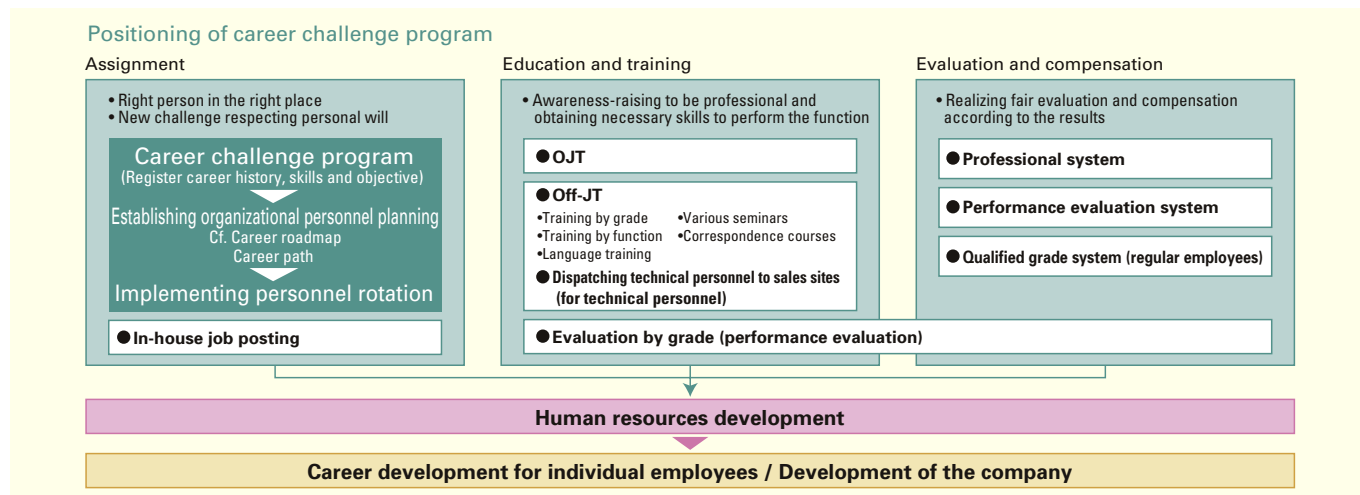 Positioning of career challenge program
Assignment
• Right person in the right place
• New challenge respecting personal will
Career challenge program
(Register career history, skills and objective)
Establishing organizational personnel planning
Cf. Career roadmap
Career path
Implementing personnel rotation
●In-house job posting
Education and training
• Awareness-raising to be professional and
obtaining necessary skills to perform the function
●OJT
●Off-JT
•Training by grade
•Various seminars
•Training by function
•Correspondence courses
•Language training
●Dispatching technical personnel to sales sites
(for technical personnel)
●Evaluation by grade (performance evaluation)
Evaluation and compensation
• Realizing fair evaluation and compensation
according to the results
●Professional system
●Performance evaluation system
●Qualified grade system (regular employees)
Human resources development
Career development for individual employees / Development of the company